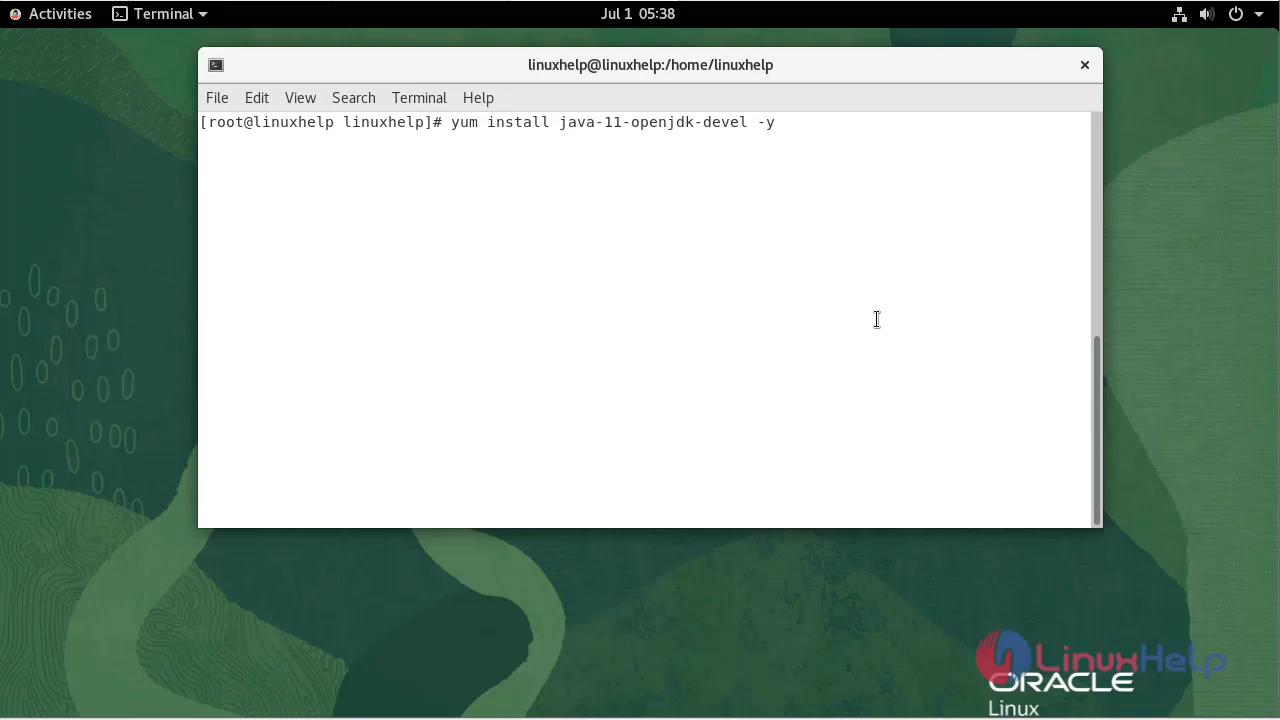 Activities Terminal Jul 1 05:38
linuxhelp@linuxhelp:/home/linuxhelp
File Edit View Search Terminal Help
[root@linuxhelp linuxhelp]# yum install java-11-openjdk-devel -y
LinuxHelp
ORACLE
Linux